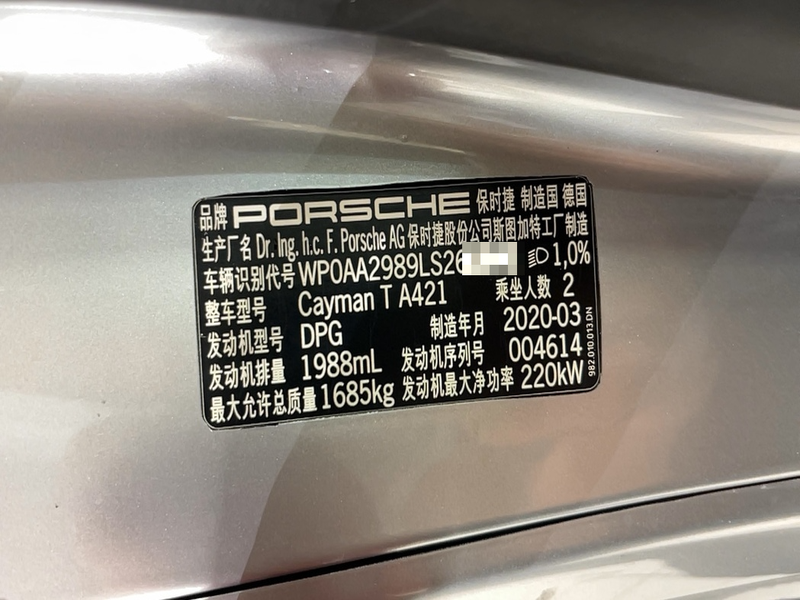 品牌 PORSCHE 保时捷 制造国 德国
生产厂名 Dr. Ing. h.c. F. Porsche AG 保时捷股份公司斯图加特工厂制造
车辆识别代号 WP0AA2989LS26 1,0%
整车型号 Cayman T A421 乘坐人数 2
发动机型号 DPG 制造年月 2020-03
发动机排量 1988mL 发动机序列号 004614
最大允许总质量 1685kg 发动机最大净功率 220kW
982.010.013.DN